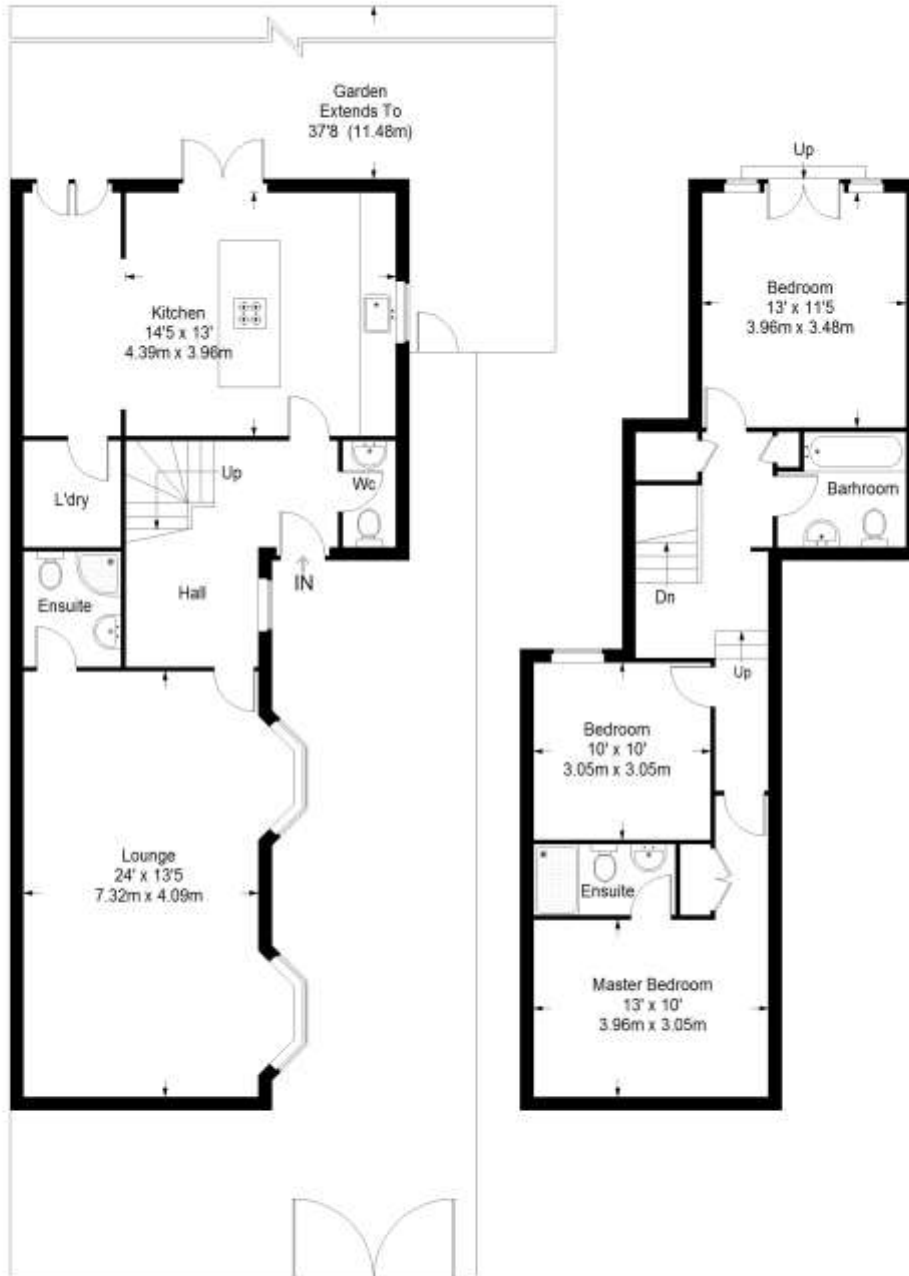 Garden
Extends To
37'8 (11.48m)
Kitchen
14'5 x 13'
4.39m x 3.96m
Up
Wc
L'dry
IN
Hall
Ensuite
Lounge
24' x 13'5
7.32m x 4.09m
Up
Bedroom
13' x 11'5
3.96m x 3.48m
Barhroom
Dn
Up
Bedroom
10' x 10'
3.05m x 3.05m
Ensuite
Master Bedroom
13' x 10'
3.96m x 3.05m